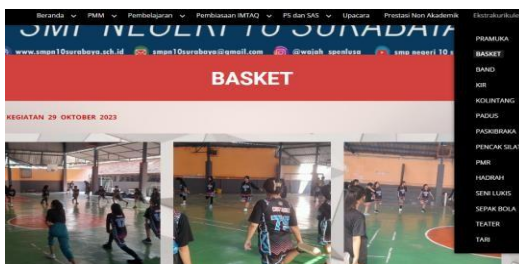 Beranda PMM Pembelajaran Pembiasaan IMTAQ PS dan SAS Upacara Prestasi Non Akademik Ekstrakurikule
SMP NEGERI 10 SURABAYA
www.smpn10surabaya.sch.id smpn10surabaya@gmail.com @wajah_spenlusa smp negeri 10 s
BASKET
KEGIATAN 29 OKTOBER 2023
PRAMUKA
BASKET
BAND
KIR
KOLINTANG
PADUS
PASKIBRAKA
PENCAK SILAT
PMR
HADRAH
SENI LUKIS
SEPAK BOLA
TEATER
TARI